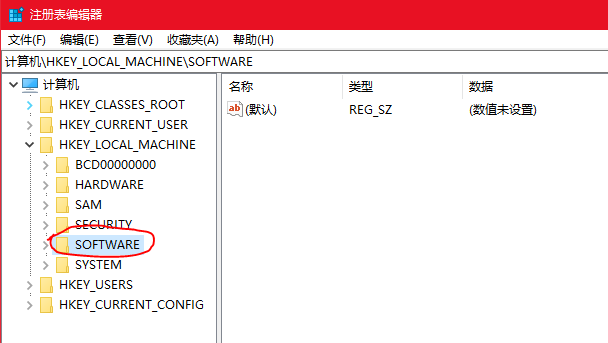 注册表编辑器
文件(F) 编辑(E) 查看(V) 收藏夹(A) 帮助(H)
计算机\HKEY_LOCAL_MACHINE\SOFTWARE
计算机
HKEY_CLASSES_ROOT
HKEY_CURRENT_USER
HKEY_LOCAL_MACHINE
BCD00000000
HARDWARE
SAM
SECURITY
SOFTWARE
SYSTEM
HKEY_USERS
HKEY_CURRENT_CONFIG
名称 类型 数据
ab (默认) REG_SZ (数值未设置)